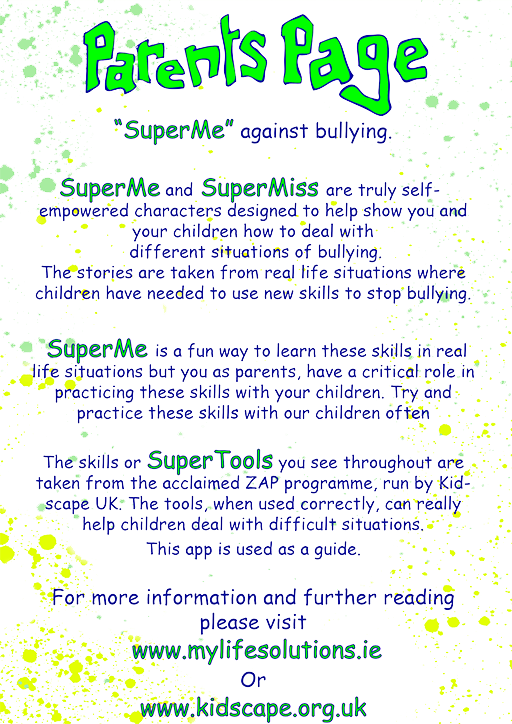 Parents Page
"SuperMe" against bullying.
SuperMe and SuperMiss are truly self-
empowered characters designed to help show you and
your children how to deal with
different situations of bullying.
The stories are taken from real life situations where
children have needed to use new skills to stop bullying.
SuperMe is a fun way to learn these skills in real
life situations but you as parents, have a critical role in
practicing these skills with your children. Try and
practice these skills with our children often
The skills or SuperTools you see throughout are
taken from the acclaimed ZAP programme, run by Kid-
scape UK. The tools, when used correctly, can really
help children deal with difficult situations.
This app is used as a guide.
For more information and further reading
please visit
www.mylifesolutions.ie
Or
www.kidscape.org.uk